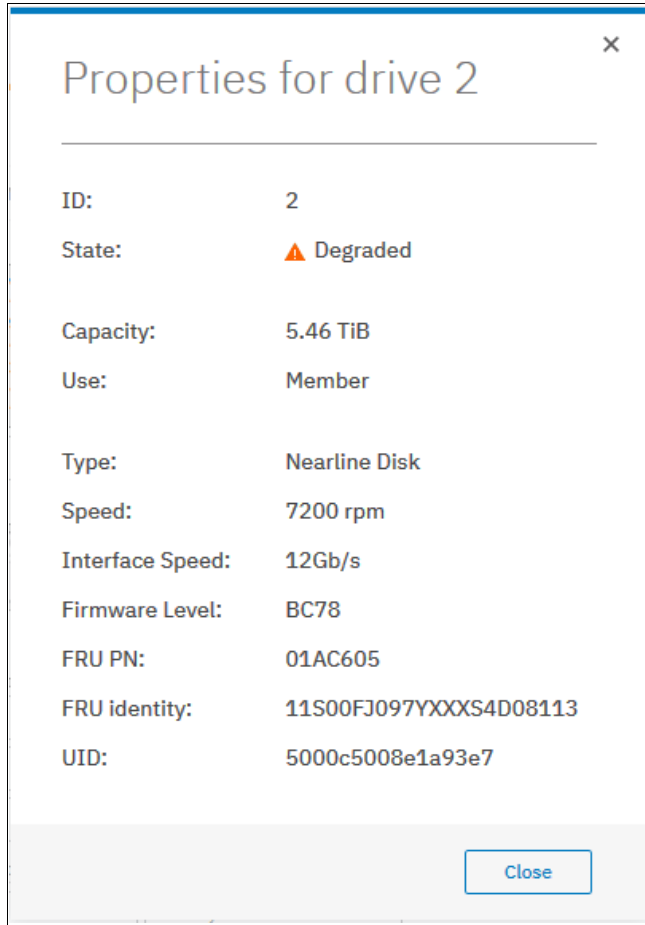 Properties for drive 2
ID: 2
State: Degraded
Capacity: 5.46 TiB
Use: Member
Type: Nearline Disk
Speed: 7200 rpm
Interface Speed: 12Gb/s
Firmware Level: BC78
FRU PN: 01AC605
FRU identity: 11S00FJ097YXXXS4D08113
UID: 5000c5008e1a93e7
Close